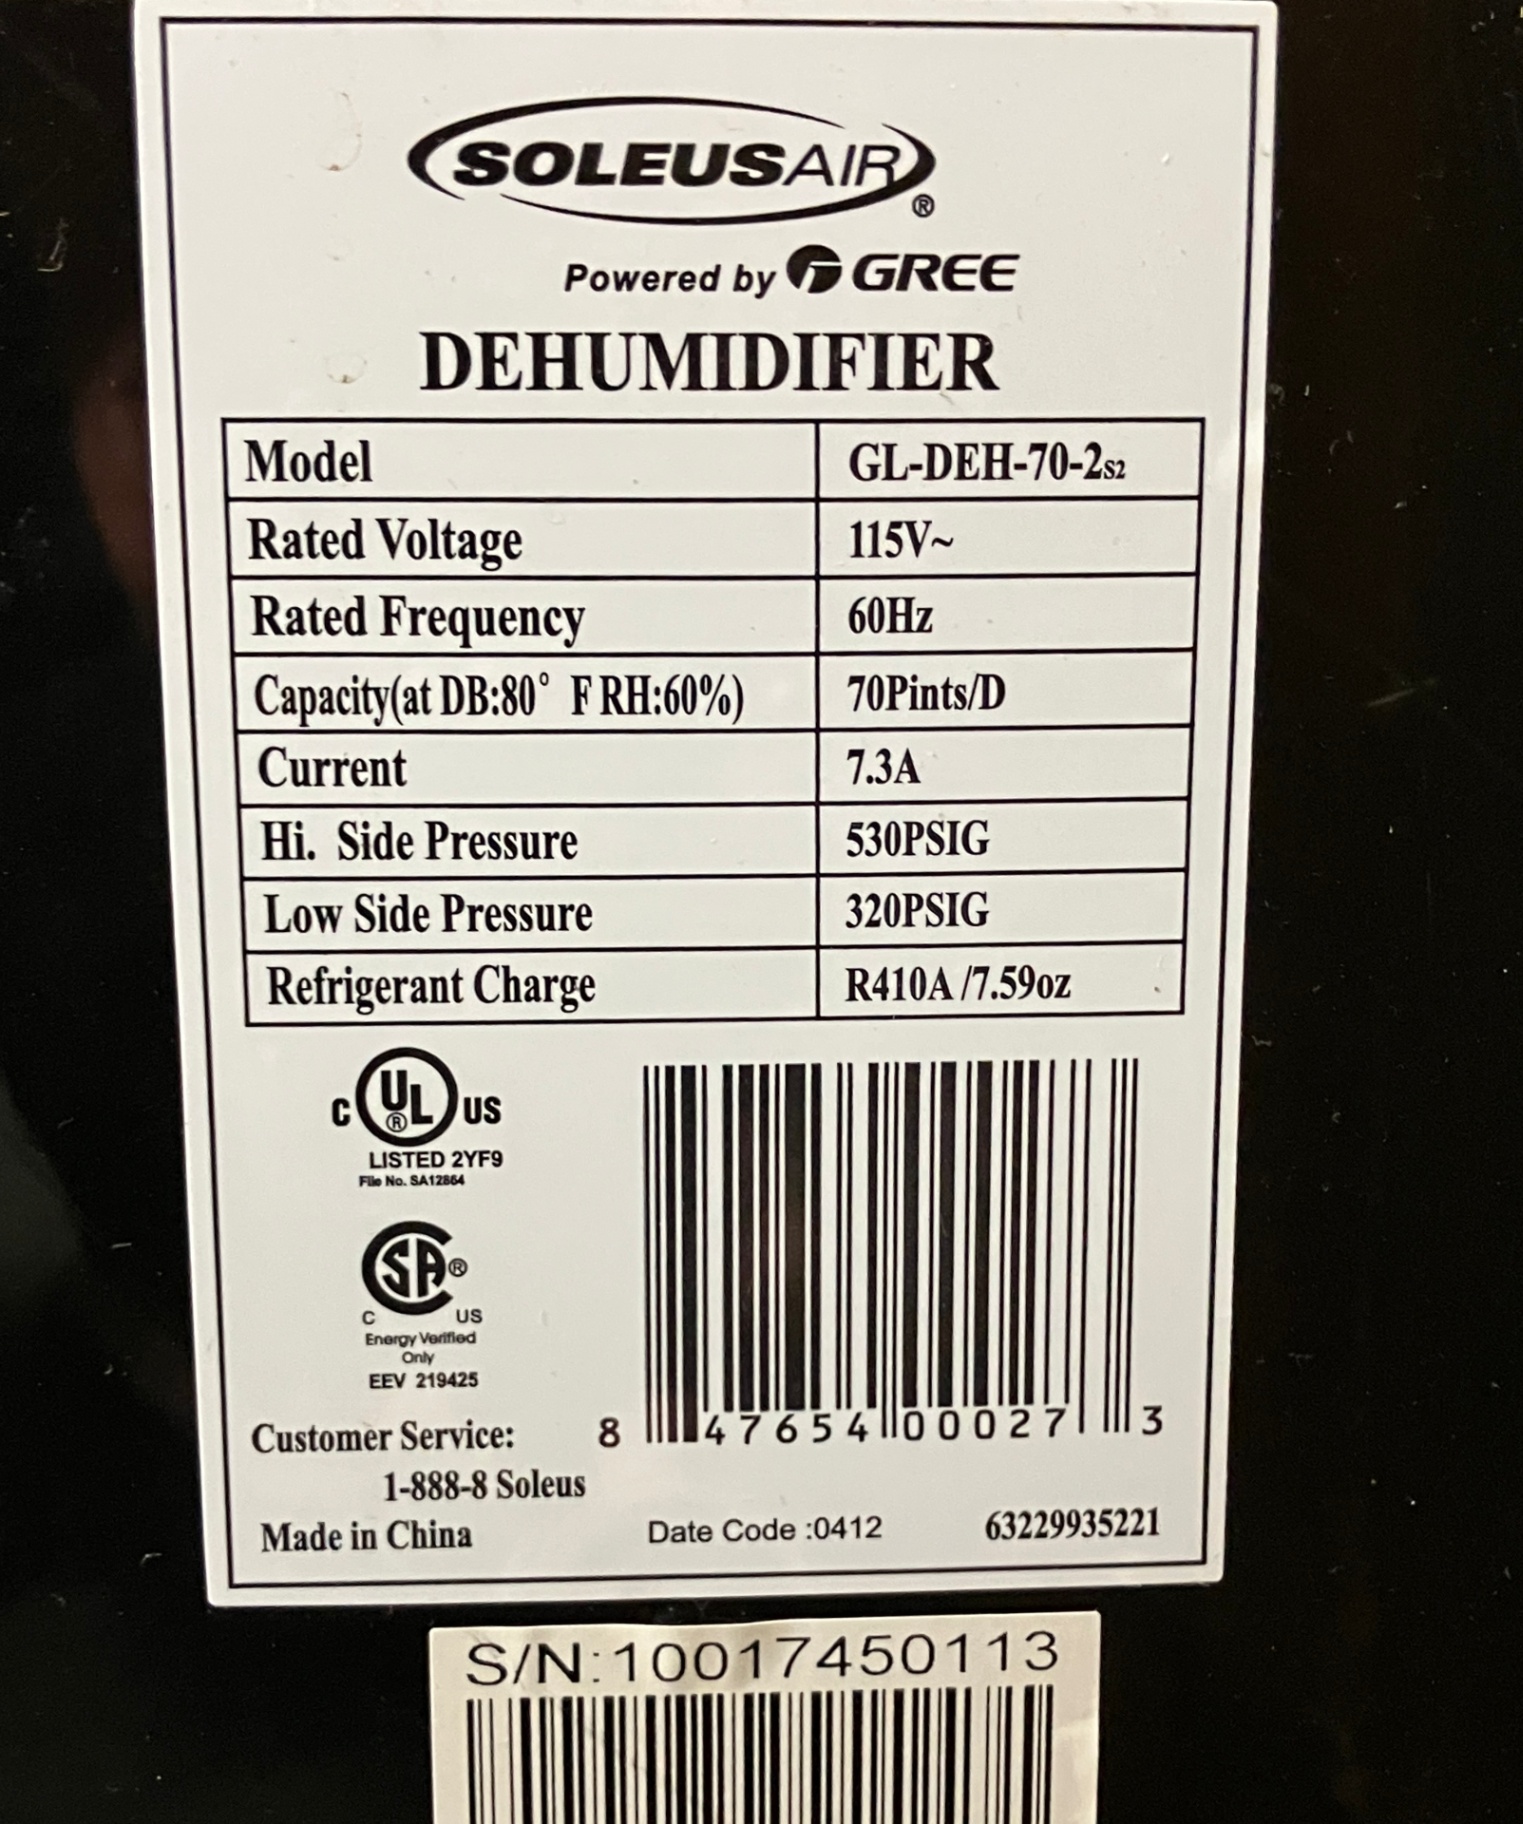 SOLEUSAIR®
Powered by GREE
DEHUMIDIFIER
Model GL-DEH-70-2S2
Rated Voltage 115V~
Rated Frequency 60Hz
Capacity(at DB:80° F RH:60%) 70Pints/D
Current 7.3A
Hi. Side Pressure 530PSIG
Low Side Pressure 320PSIG
Refrigerant Charge R410A/7.59oz
C UL® US
LISTED 2YF9
File No. SA12864
SA®
C US
Energy Verified
Only
EEV 219425
Customer Service:
1-888-8 Soleus
8 47654 00027 3
Made in China Date Code :0412 63229935221
S/N:10017450113